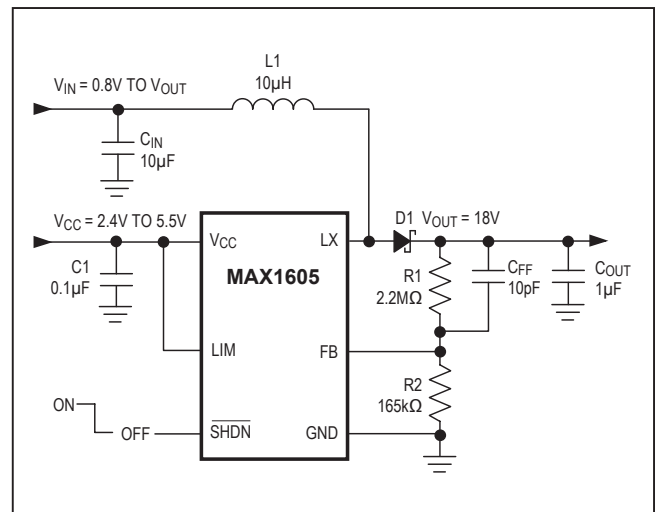 L1
10µH
VIN = 0.8V TO VOUT
CIN
10µF
VCC = 2.4V TO 5.5V
D1
VOUT = 18V
VCC
LX
MAX1605
C1
0.1µF
R1
2.2MΩ
CFF
10pF
COUT
1µF
LIM
FB
R2
165kΩ
ON
OFF
SHDN
GND